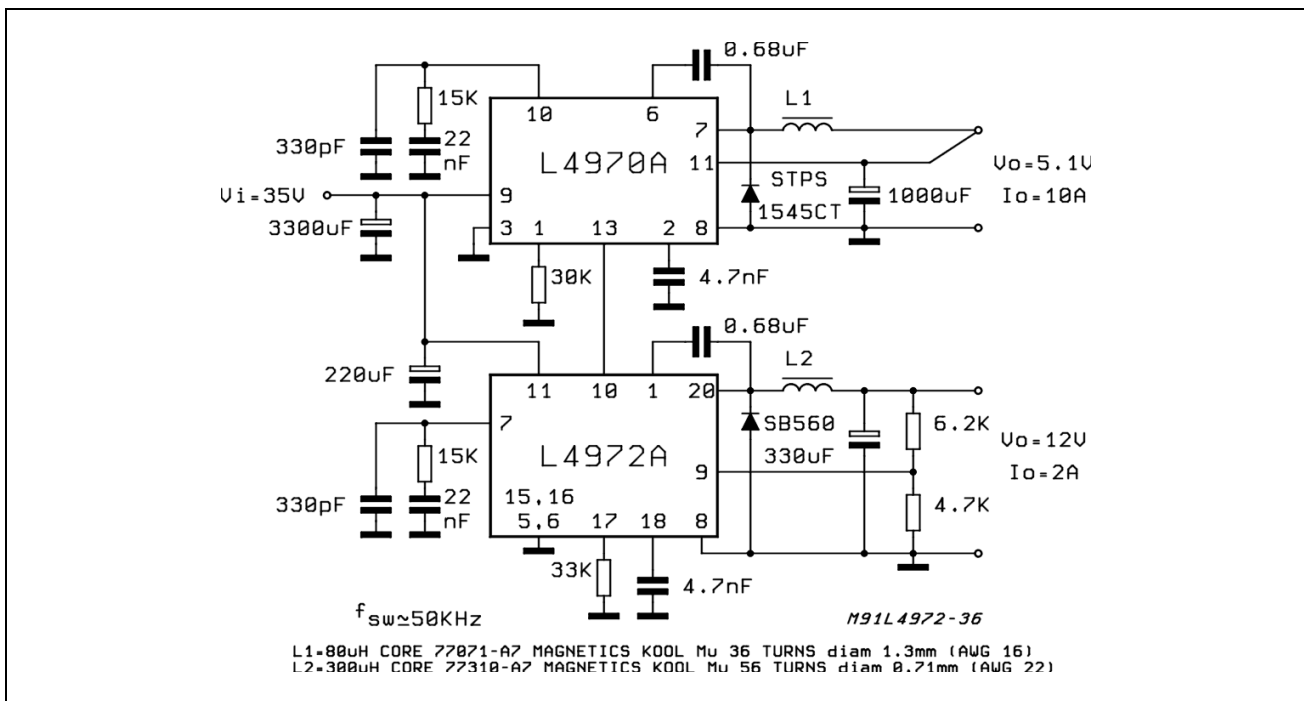 0.68uF
15K
10
6
L1
330pF
22
nF
7
L4970A
11
STPS
1545CT
1000uF
Vo=5.1V
Io=10A
Vi=35V
9
3300uF
3
1
13
2
8
30K
4.7nF
0.68uF
L2
220uF
11
10
1
20
7
SB560
330uF
6.2K
Vo=12V
Io=2A
15K
L4972A
9
330pF
22
nF
15,16
5,6
17
18
8
4.7K
33K
4.7nF
fsw≃50KHz
M91L4972-36
L1=80uH CORE 77071-A7 MAGNETICS KOOL Mu 36 TURNS diam 1.3mm (AWG 16)
L2=300uH CORE 77310-A7 MAGNETICS KOOL Mu 56 TURNS diam 0.71mm (AWG 22)